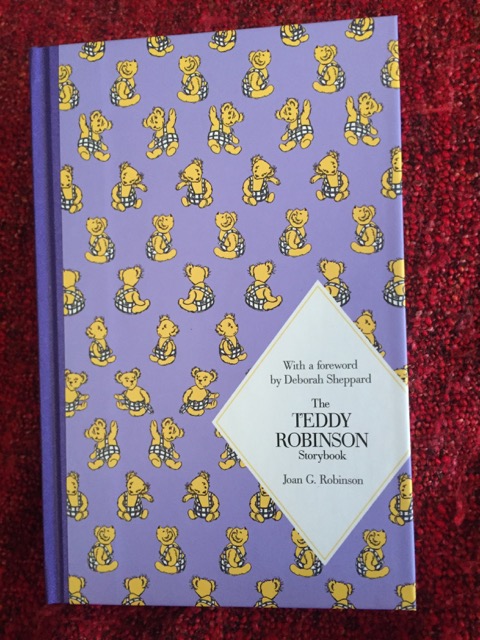 With a foreword
by Deborah Sheppard
The
TEDDY
ROBINSON
Storybook
Joan G. Robinson